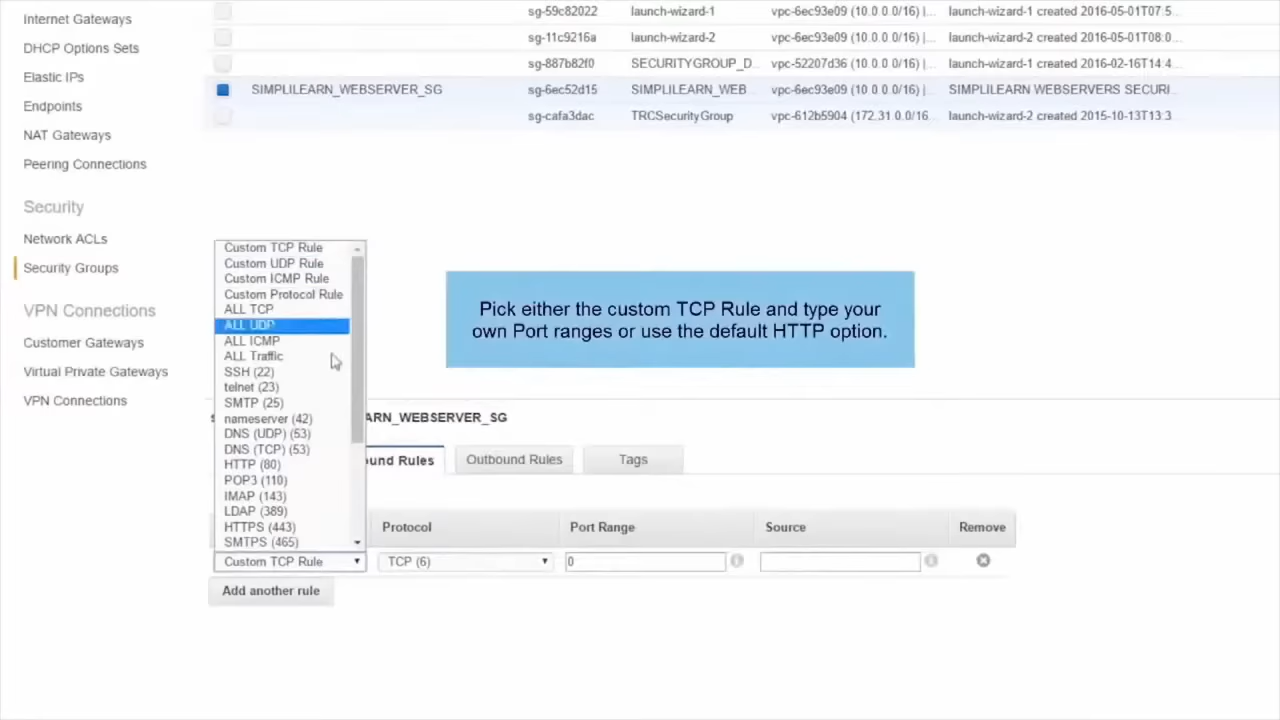 Internet Gateways
DHCP Options Sets
Elastic IPs
Endpoints
NAT Gateways
Peering Connections
Security
Network ACLs
Security Groups
VPN Connections
Customer Gateways
Virtual Private Gateways
VPN Connections
sg-59c82022 launch-wizard-1 vpc-6ec93e09 (10.0.0.0/16) |... launch-wizard-1 created 2016-05-01T07:5...
sg-11c9216a launch-wizard-2 vpc-6ec93e09 (10.0.0.0/16) |... launch-wizard-2 created 2016-05-01T08:0...
sg-887b82f0 SECURITYGROUP_D... vpc-52207d36 (10.0.0.0/16) |... launch-wizard-1 created 2016-02-16T14:4...
SIMPLILEARN_WEBSERVER_SG sg-6ec52d15 SIMPLILEARN_WEB... vpc-6ec93e09 (10.0.0.0/16) |... SIMPLILEARN WEBSERVERS SECURI...
sg-cafa3dac TRCSecurityGroup vpc-612b5904 (172.31.0.0/16... launch-wizard-2 created 2015-10-13T13:3...
Custom TCP Rule
Custom UDP Rule
Custom ICMP Rule
Custom Protocol Rule
ALL TCP
ALL UDP
ALL ICMP
ALL Traffic
SSH (22)
telnet (23)
SMTP (25)
nameserver (42)
DNS (UDP) (53)
DNS (TCP) (53)
HTTP (80)
POP3 (110)
IMAP (143)
LDAP (389)
HTTPS (443)
SMTPS (465)
Pick either the custom TCP Rule and type your
own Port ranges or use the default HTTP option.
ARN_WEBSERVER_SG
ound Rules Outbound Rules Tags
Protocol Port Range Source Remove
Custom TCP Rule TCP (6) 0
Add another rule